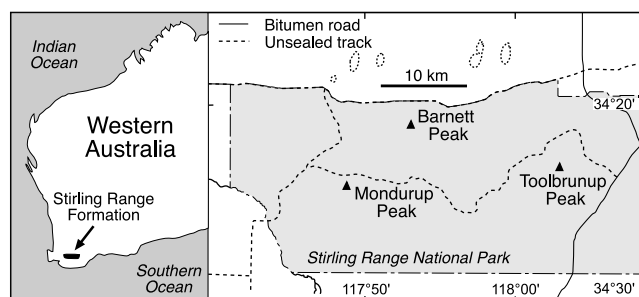 Indian
Ocean
Western
Australia
Stirling Range
Formation
Southern
Ocean
Bitumen road
Unsealed track
10 km
34°20'
Barnett
Peak
Mondurup
Peak
Toolbrunup
Peak
Stirling Range National Park
117°50'
118°00'
34°30'